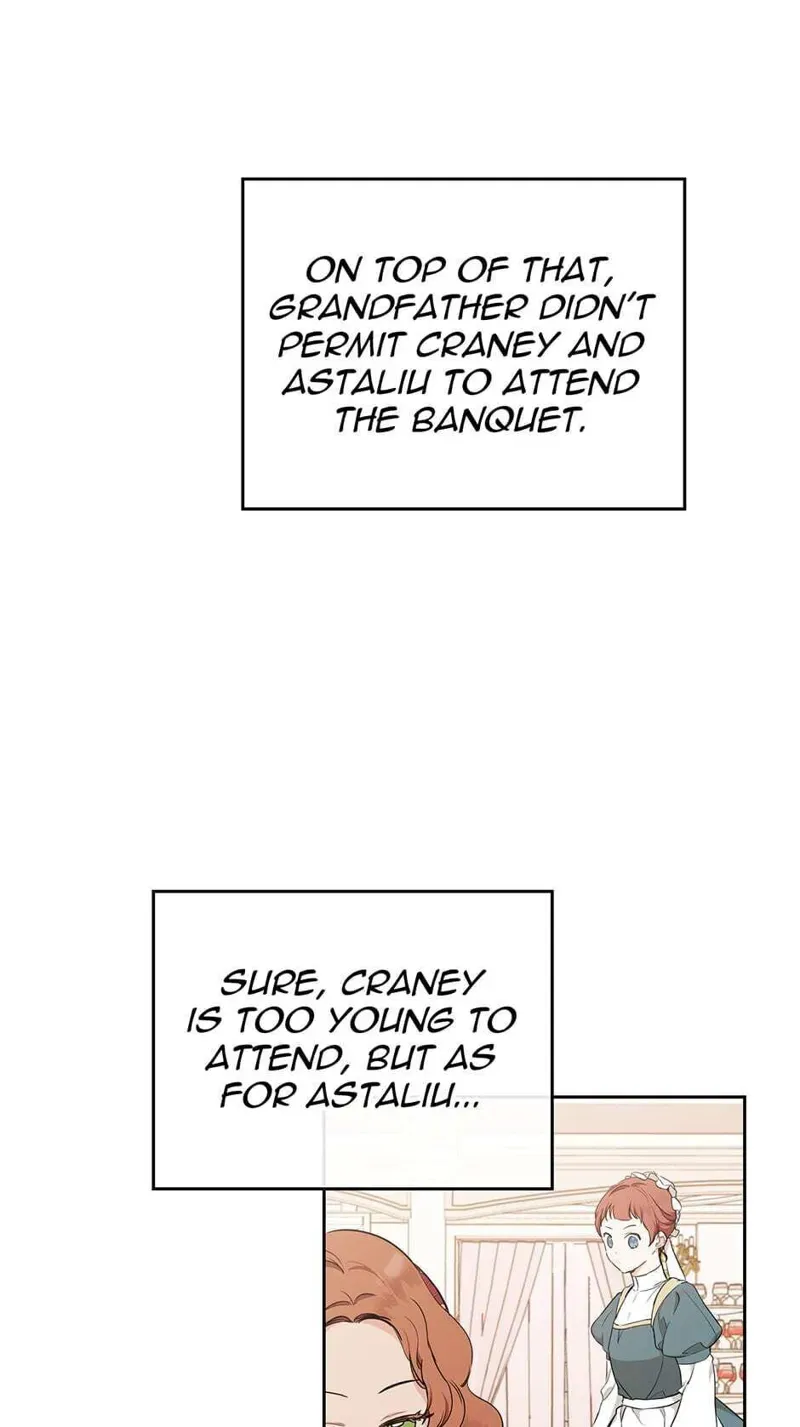 ON TOP OF THAT,
GRANDFATHER DIDN'T
PERMIT CRANEY AND
ASTALIU TO ATTEND
THE BANQUET.
SURE, CRANEY
IS TOO YOUNG TO
ATTEND, BUT AS
FOR ASTALIU...